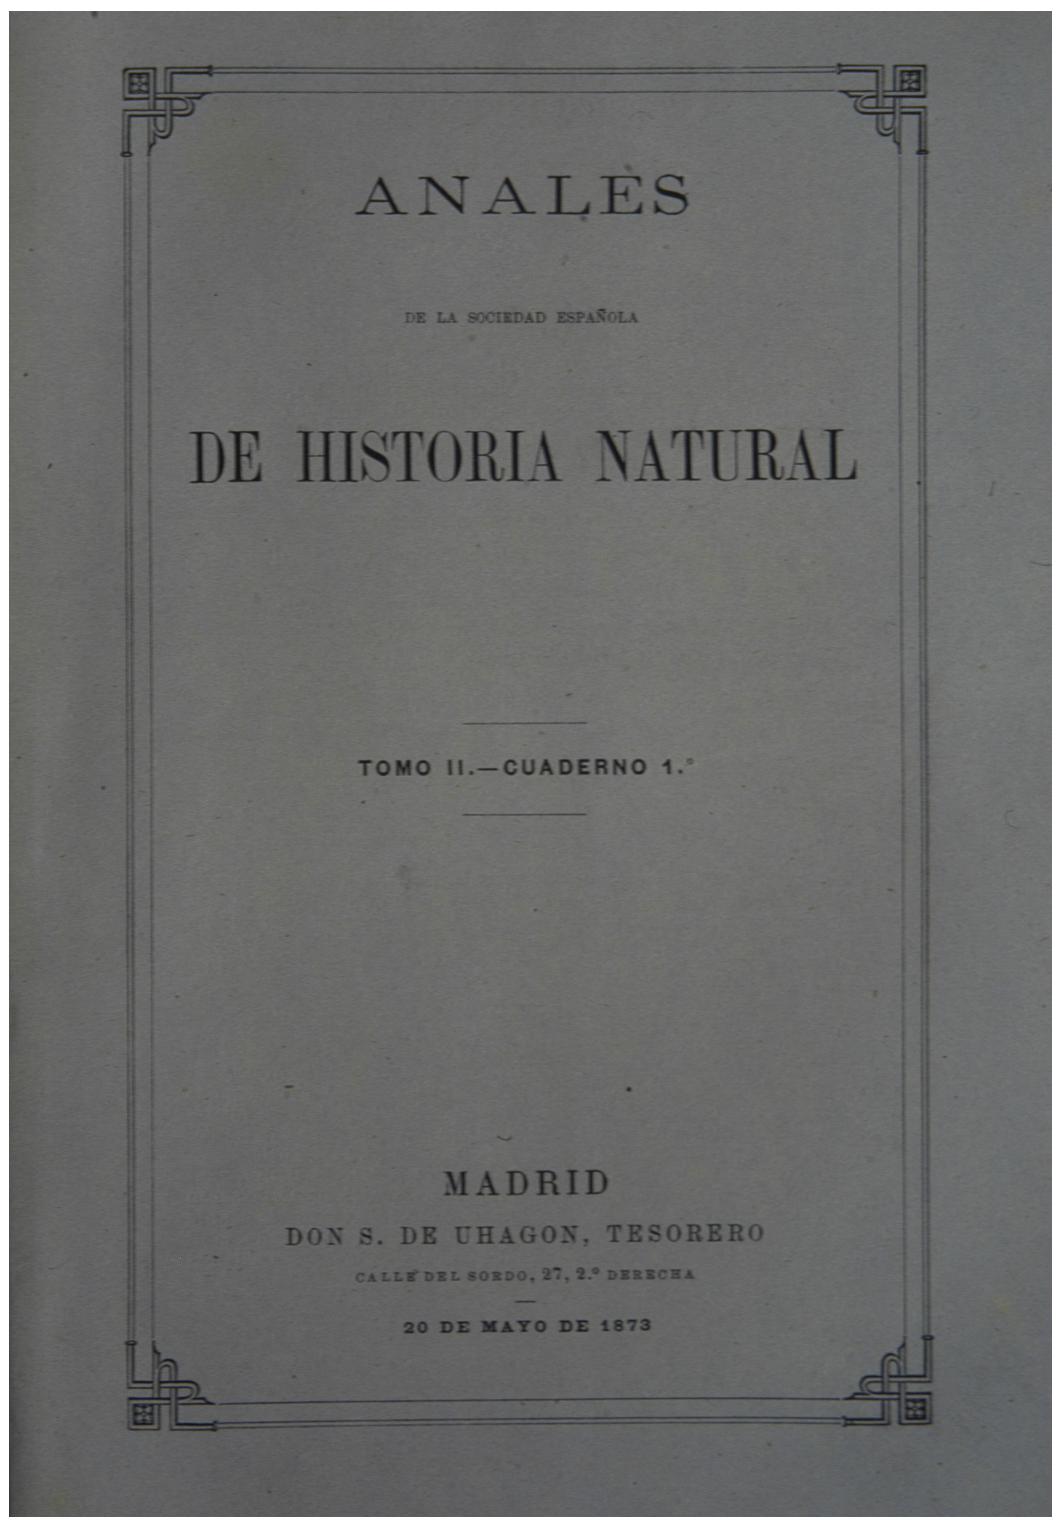 ANALES
DE LA SOCIEDAD ESPAÑOLA
DE HISTORIA NATURAL
TOMO II.—CUADERNO 1.°
MADRID
DON S. DE UHAGON, TESORERO
CALLE DEL SORDO, 27, 2.° DERECHA
20 DE MAYO DE 1873